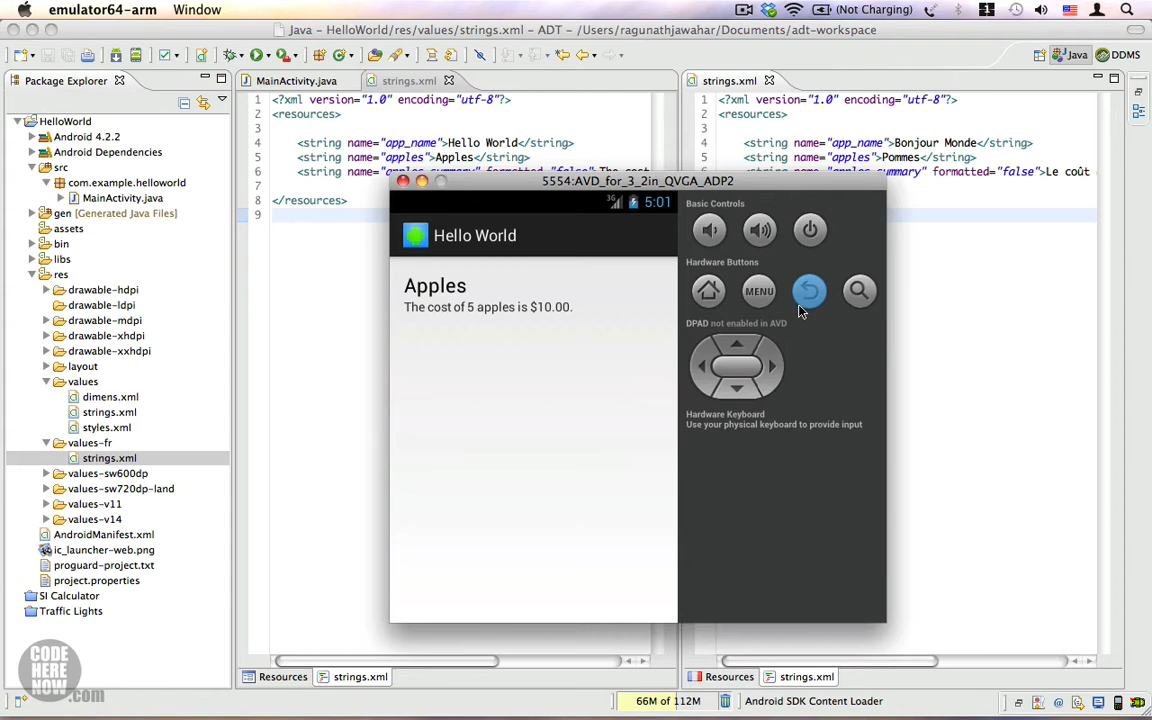 emulator64-arm Window (Not Charging)
Java – HelloWorld/res/values/strings.xml – ADT – /Users/ragunathjawahar/Documents/adt-workspace
Java DDMS
Package Explorer
HelloWorld
Android 4.2.2
Android Dependencies
src
com.example.helloworld
MainActivity.java
gen [Generated Java Files]
assets
bin
libs
res
drawable-hdpi
drawable-ldpi
drawable-mdpi
drawable-xhdpi
drawable-xxhdpi
layout
values
dimens.xml
strings.xml
styles.xml
values-fr
strings.xml
values-sw600dp
values-sw720dp-land
values-v11
values-v14
AndroidManifest.xml
ic_launcher-web.png
proguard-project.txt
project.properties
SI Calculator
Traffic Lights
MainActivity.java strings.xml
1 <?xml version="1.0" encoding="utf-8"?>
2 <resources>
3
4 <string name="app_name">Hello World</string>
5 <string name="apples">Apples</string>
6 <string name="apples_summary" formatted="false">The cost
7
8 </resources>
9
strings.xml
1 <?xml version="1.0" encoding="utf-8"?>
2 <resources>
3
4 <string name="app_name">Bonjour Monde</string>
5 <string name="apples">Pommes</string>
6 <string name="apples_summary" formatted="false">Le coût
5554:AVD_for_3_2in_QVGA_ADP2
3G 5:01
Hello World
Apples
The cost of 5 apples is $10.00.
Basic Controls
Hardware Buttons
MENU
DPAD not enabled in AVD
Hardware Keyboard
Use your physical keyboard to provide input
Resources strings.xml
Resources strings.xml
66M of 112M Android SDK Content Loader
CODE
HERE
NOW.com